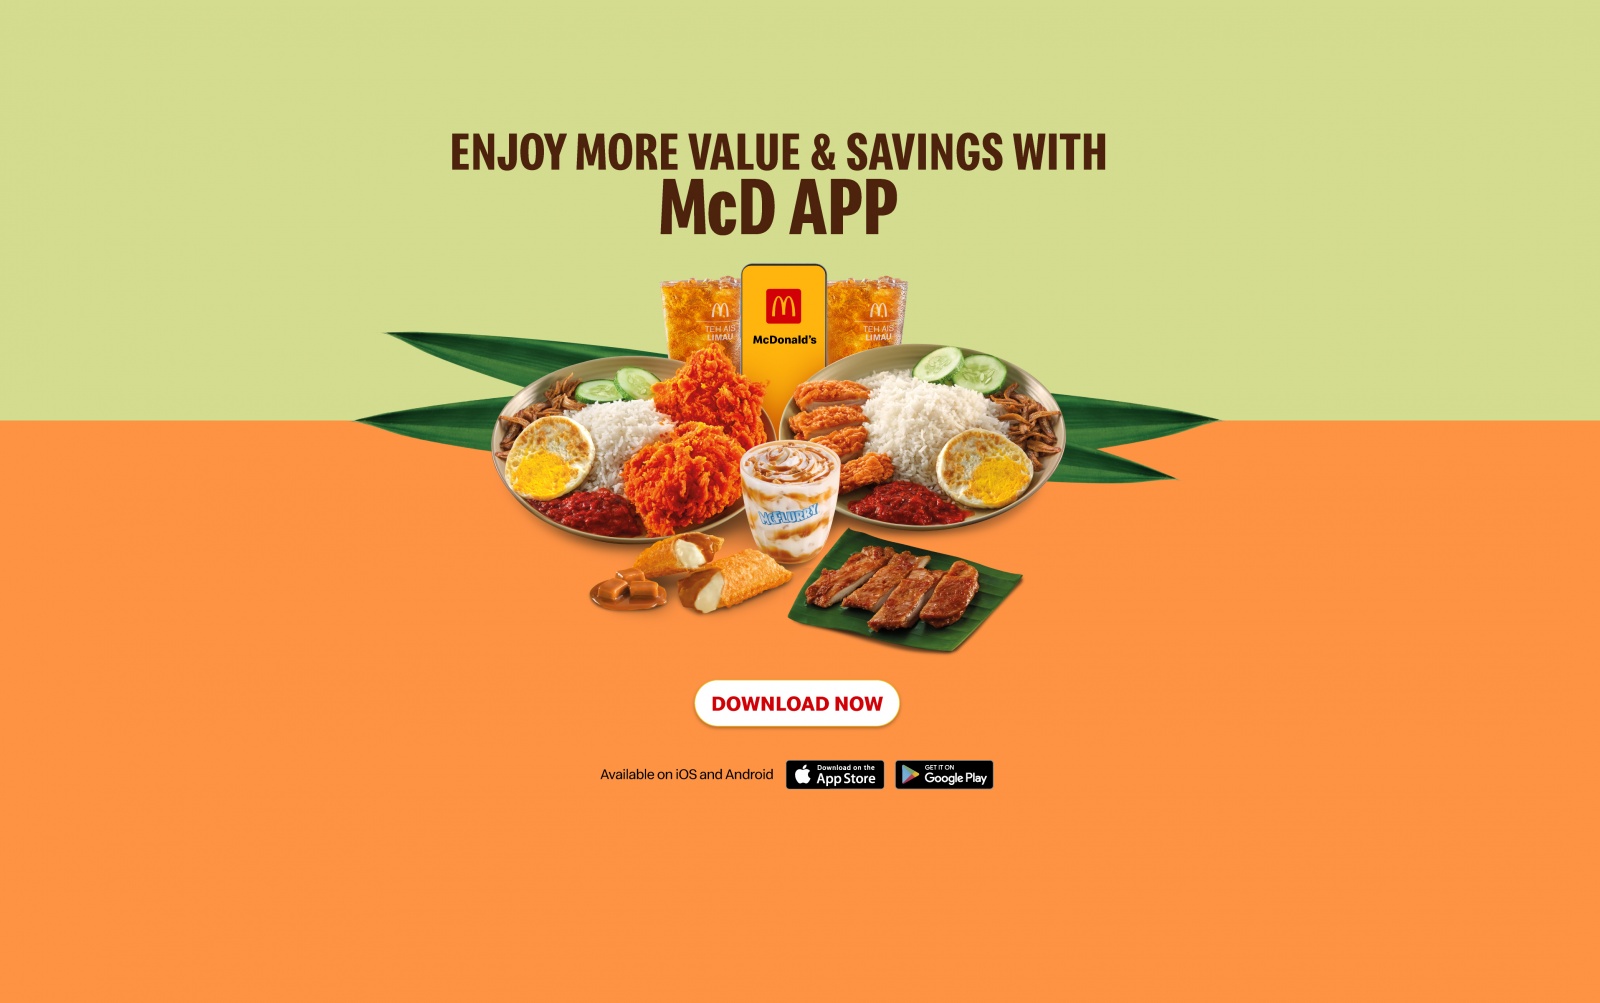 ENJOY MORE VALUE & SAVINGS WITH
McD APP
McDonald's
TEH AIS
LIMAU
TEH AIS
LIMAU
McFLURRY
DOWNLOAD NOW
Available on iOS and Android
Download on the
App Store
GET IT ON
Google Play